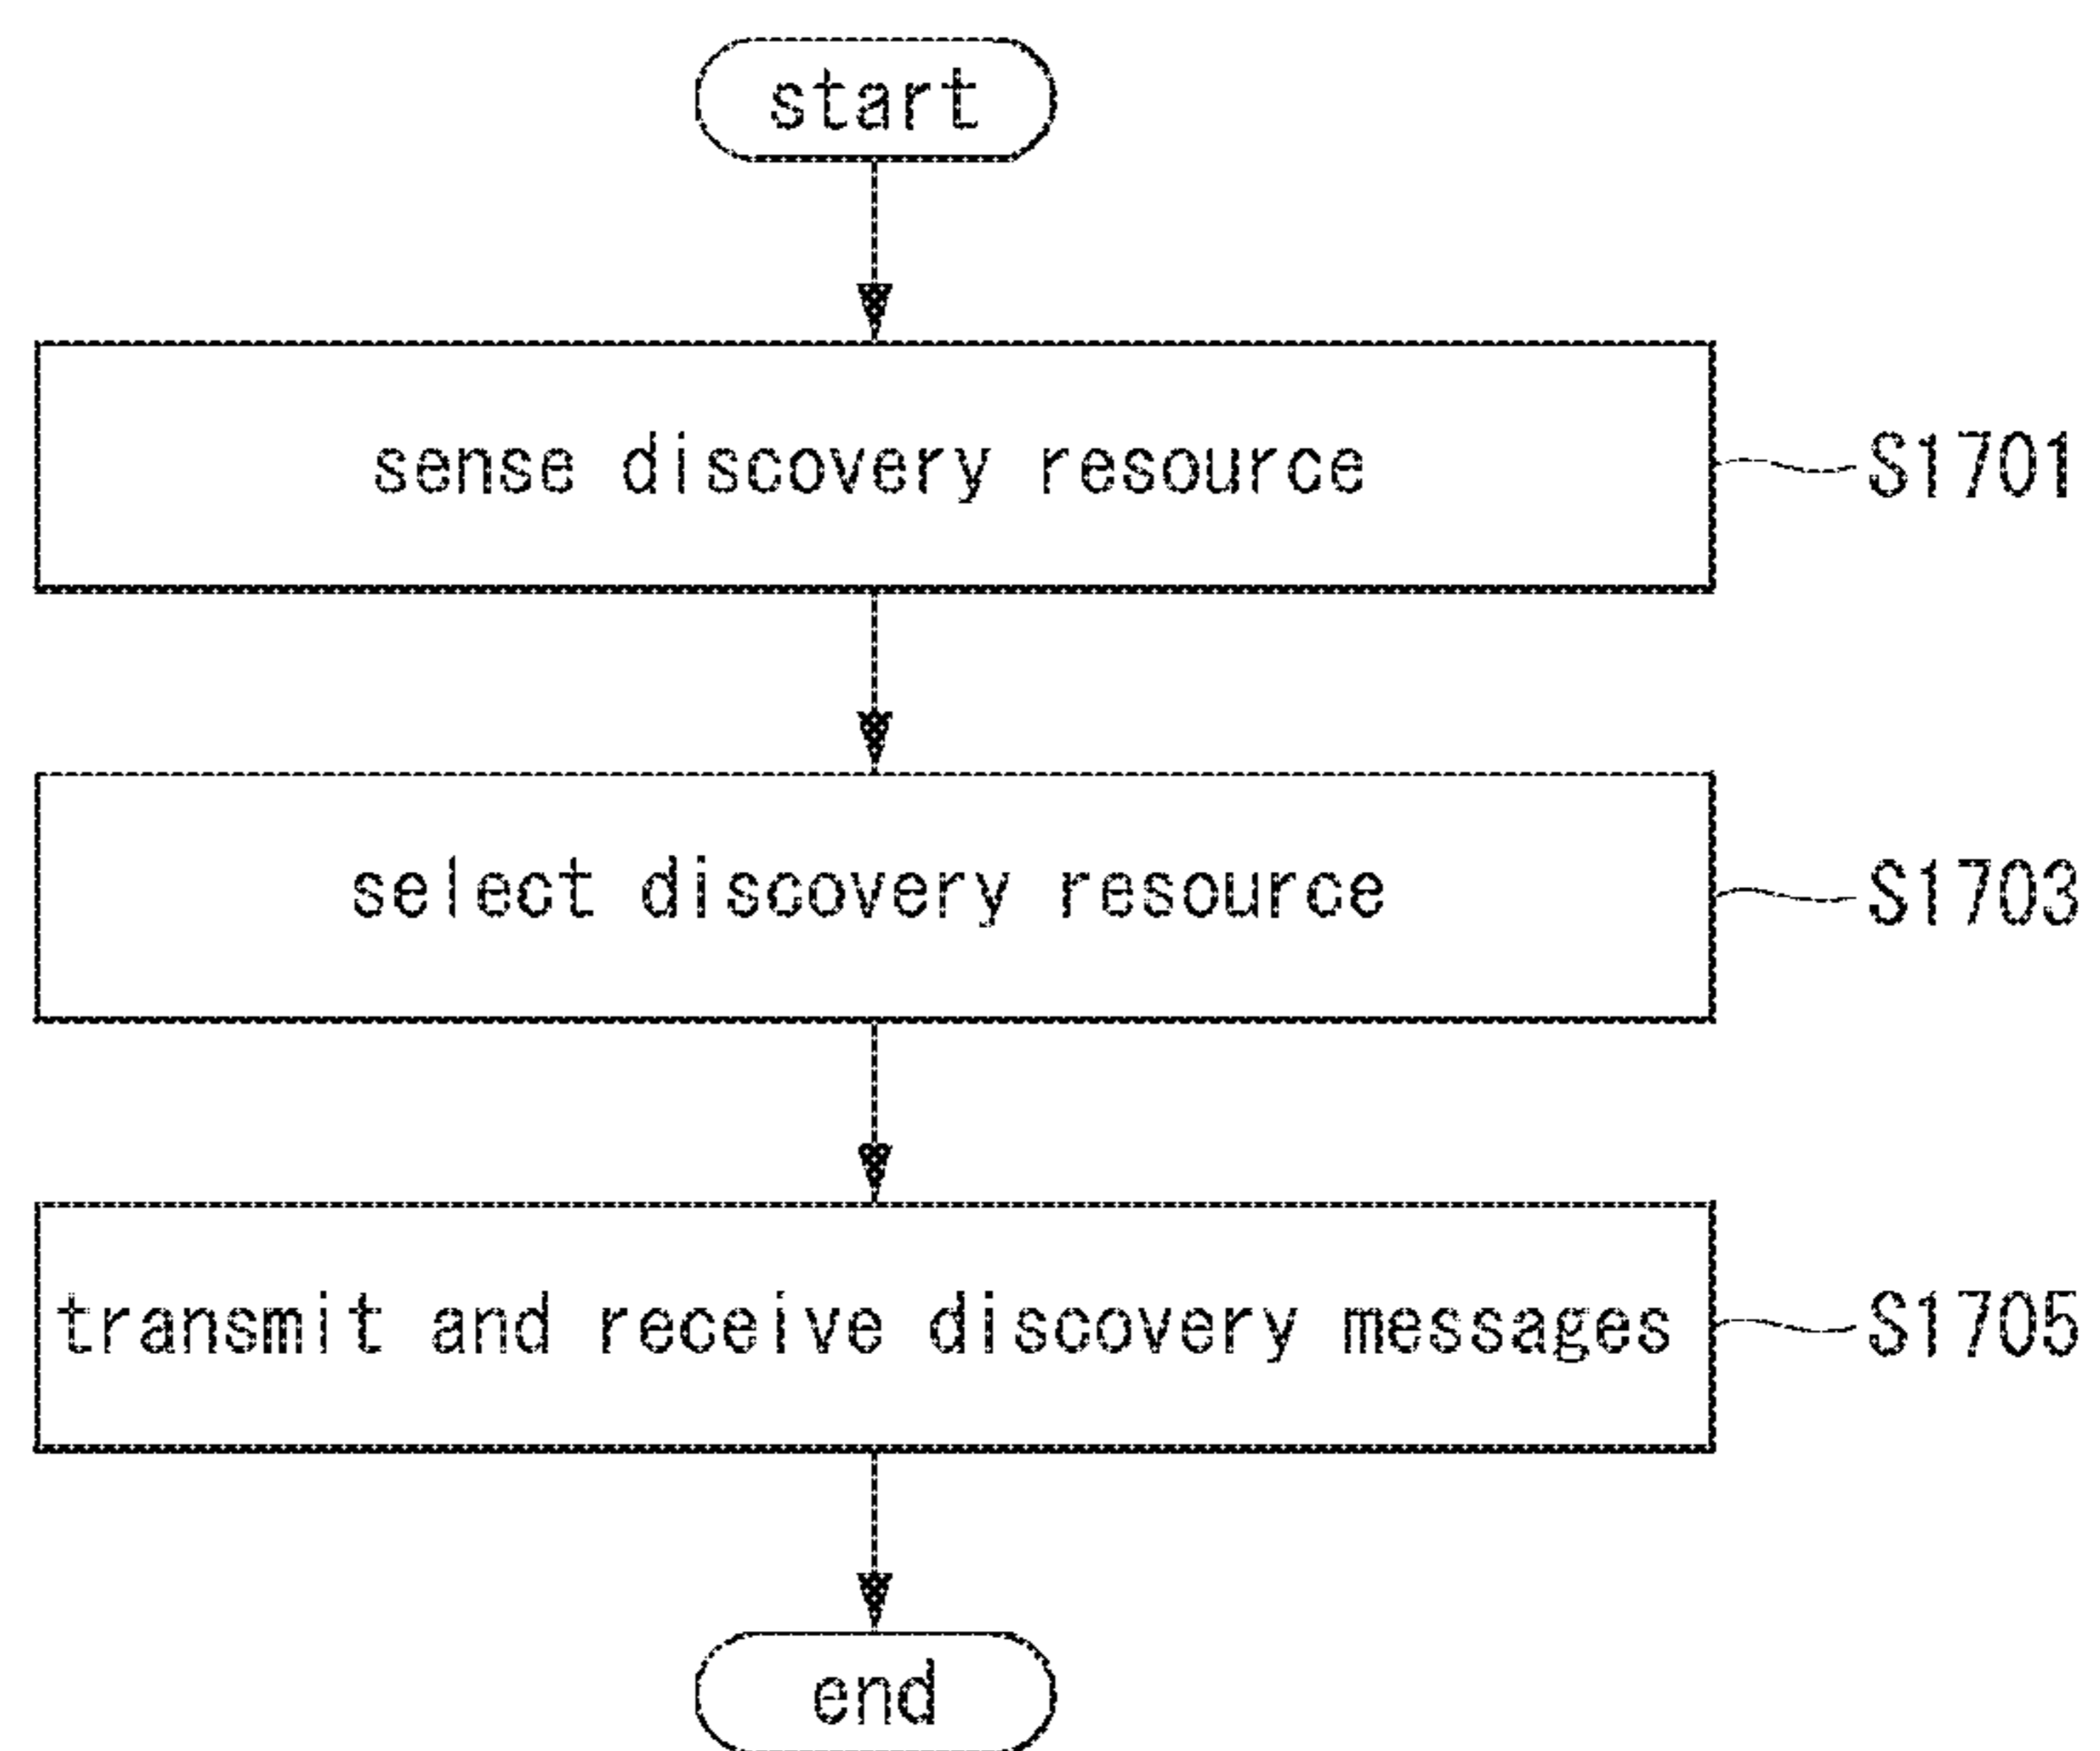 start
sense discovery resource
S1701
select discovery resource
S1703
transmit and receive discovery messages
S1705
end